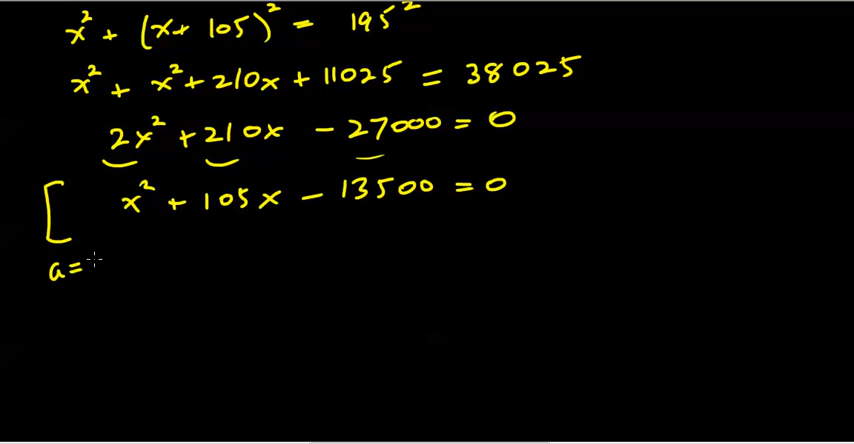 x² + (x + 105)² = 195²
x² + x² + 210x + 11025 = 38025
2x² + 210x - 27000 = 0
[ x² + 105x - 13500 = 0
a =